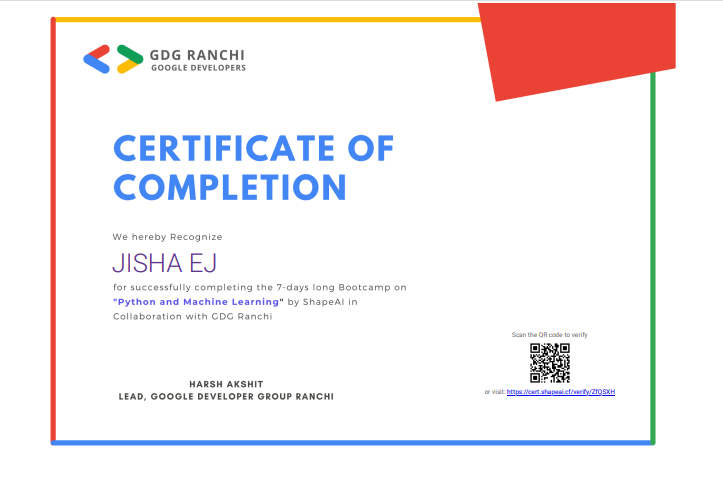 GDG RANCHI
GOOGLE DEVELOPERS
CERTIFICATE OF
COMPLETION
We hereby Recognize
JISHA EJ
for successfully completing the 7-days long Bootcamp on
"Python and Machine Learning" by ShapeAI in
Collaboration with GDG Ranchi
Scan the QR code to verify
or visit: https://cert.shapeai.cf/verify/ZfQSXH
HARSH AKSHIT
LEAD, GOOGLE DEVELOPER GROUP RANCHI